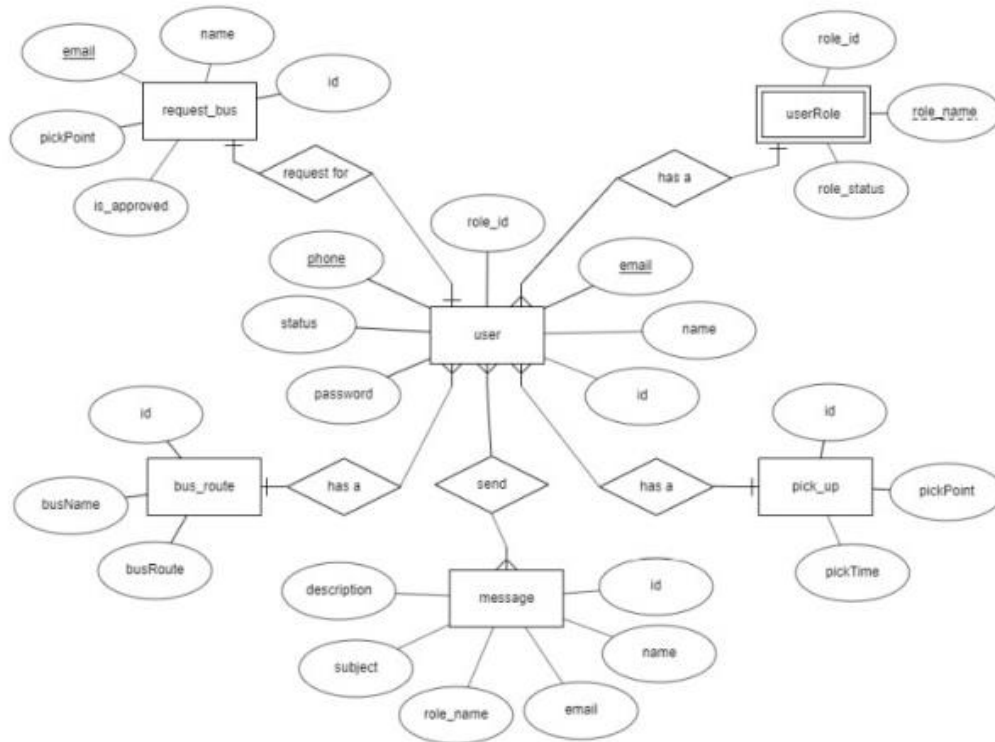 name
email
role_id
id
request_bus
userRole
role_name
pickPoint
request for
has a
role_status
is_approved
role_id
phone
email
status
user
name
password
id
id
id
bus_route
has a
send
has a
pick_up
pickPoint
busName
busRoute
pickTime
description
message
id
subject
name
role_name
email